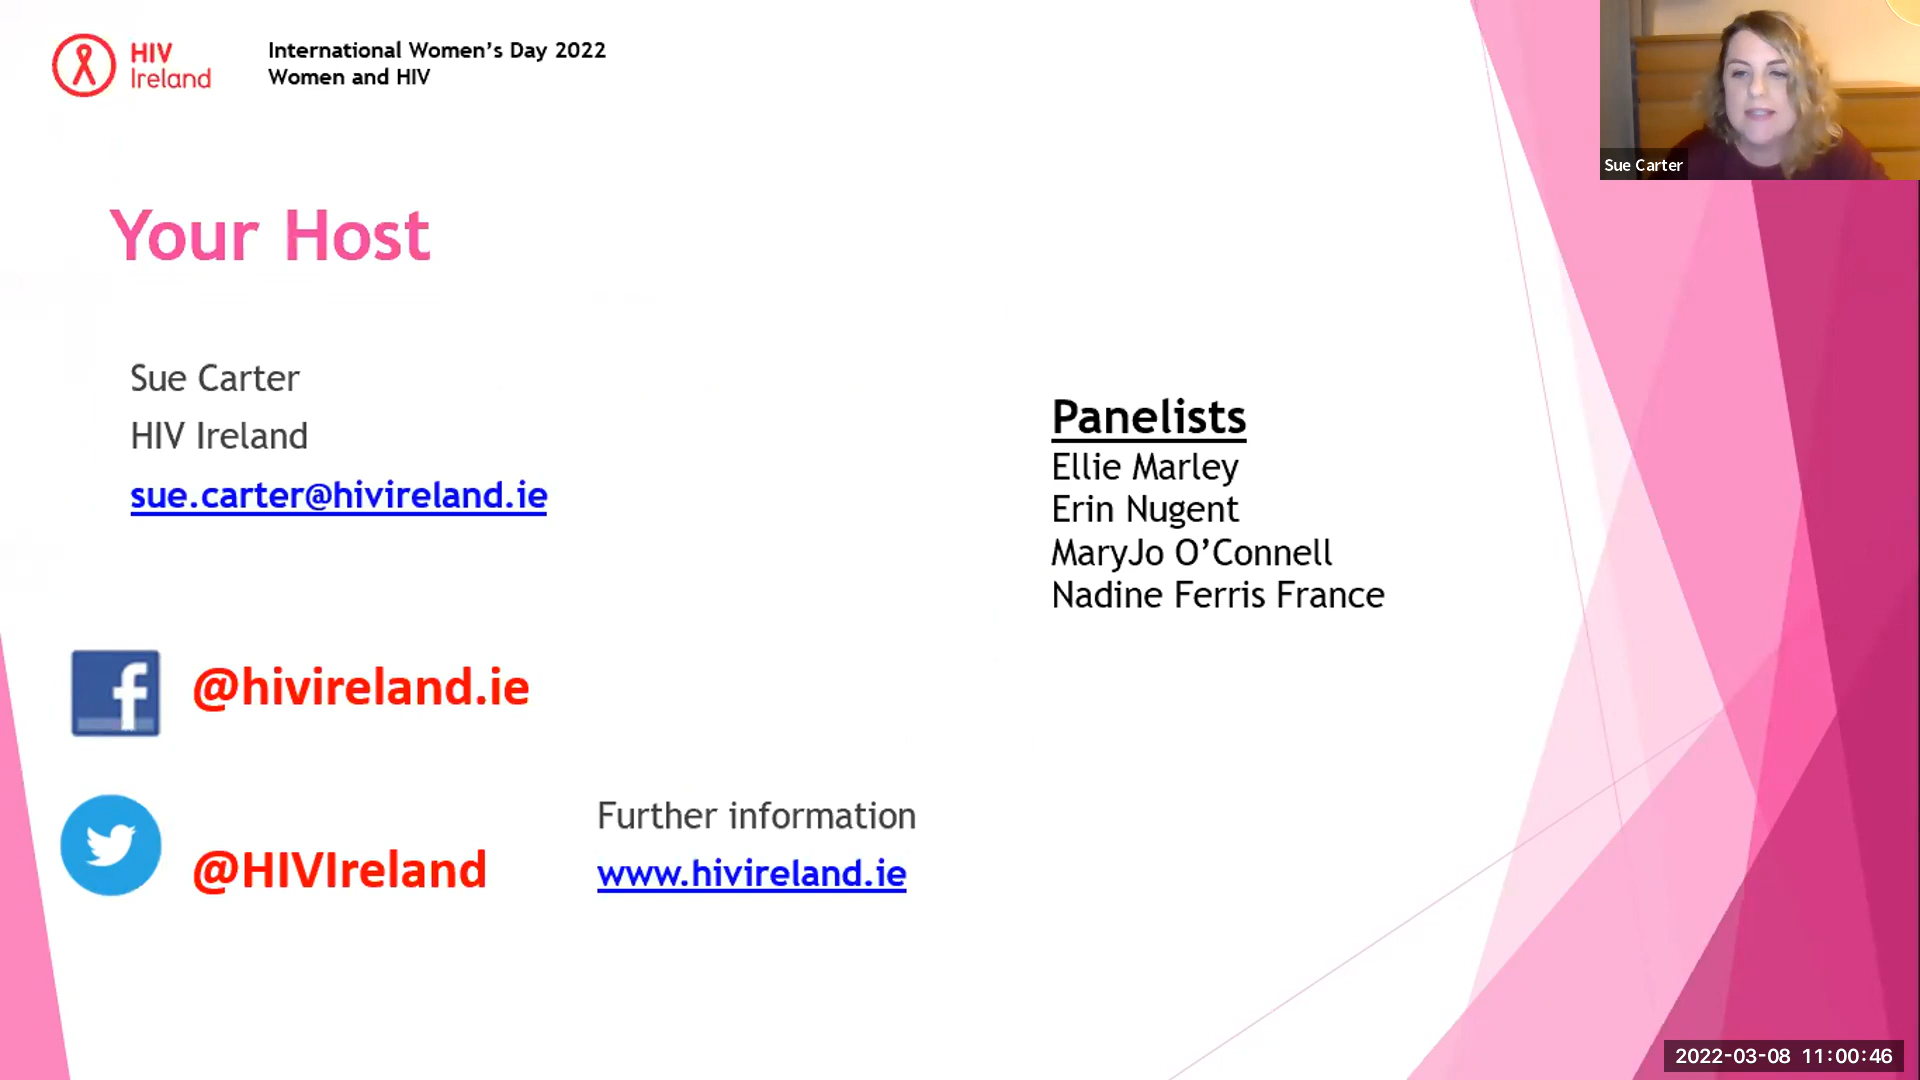 HIV
Ireland
International Women’s Day 2022
Women and HIV
Sue Carter
Your Host
Sue Carter
HIV Ireland
sue.carter@hivireland.ie
Panelists
Ellie Marley
Erin Nugent
MaryJo O’Connell
Nadine Ferris France
f
@hivireland.ie
@HIVIreland
Further information
www.hivireland.ie
2022-03-08 11:00:46